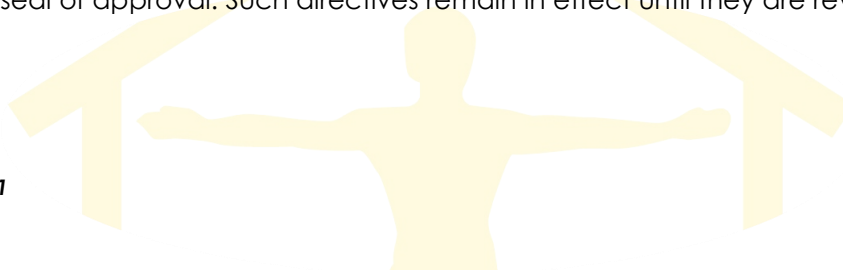 seal of approval. Such directives remain in effect until they are